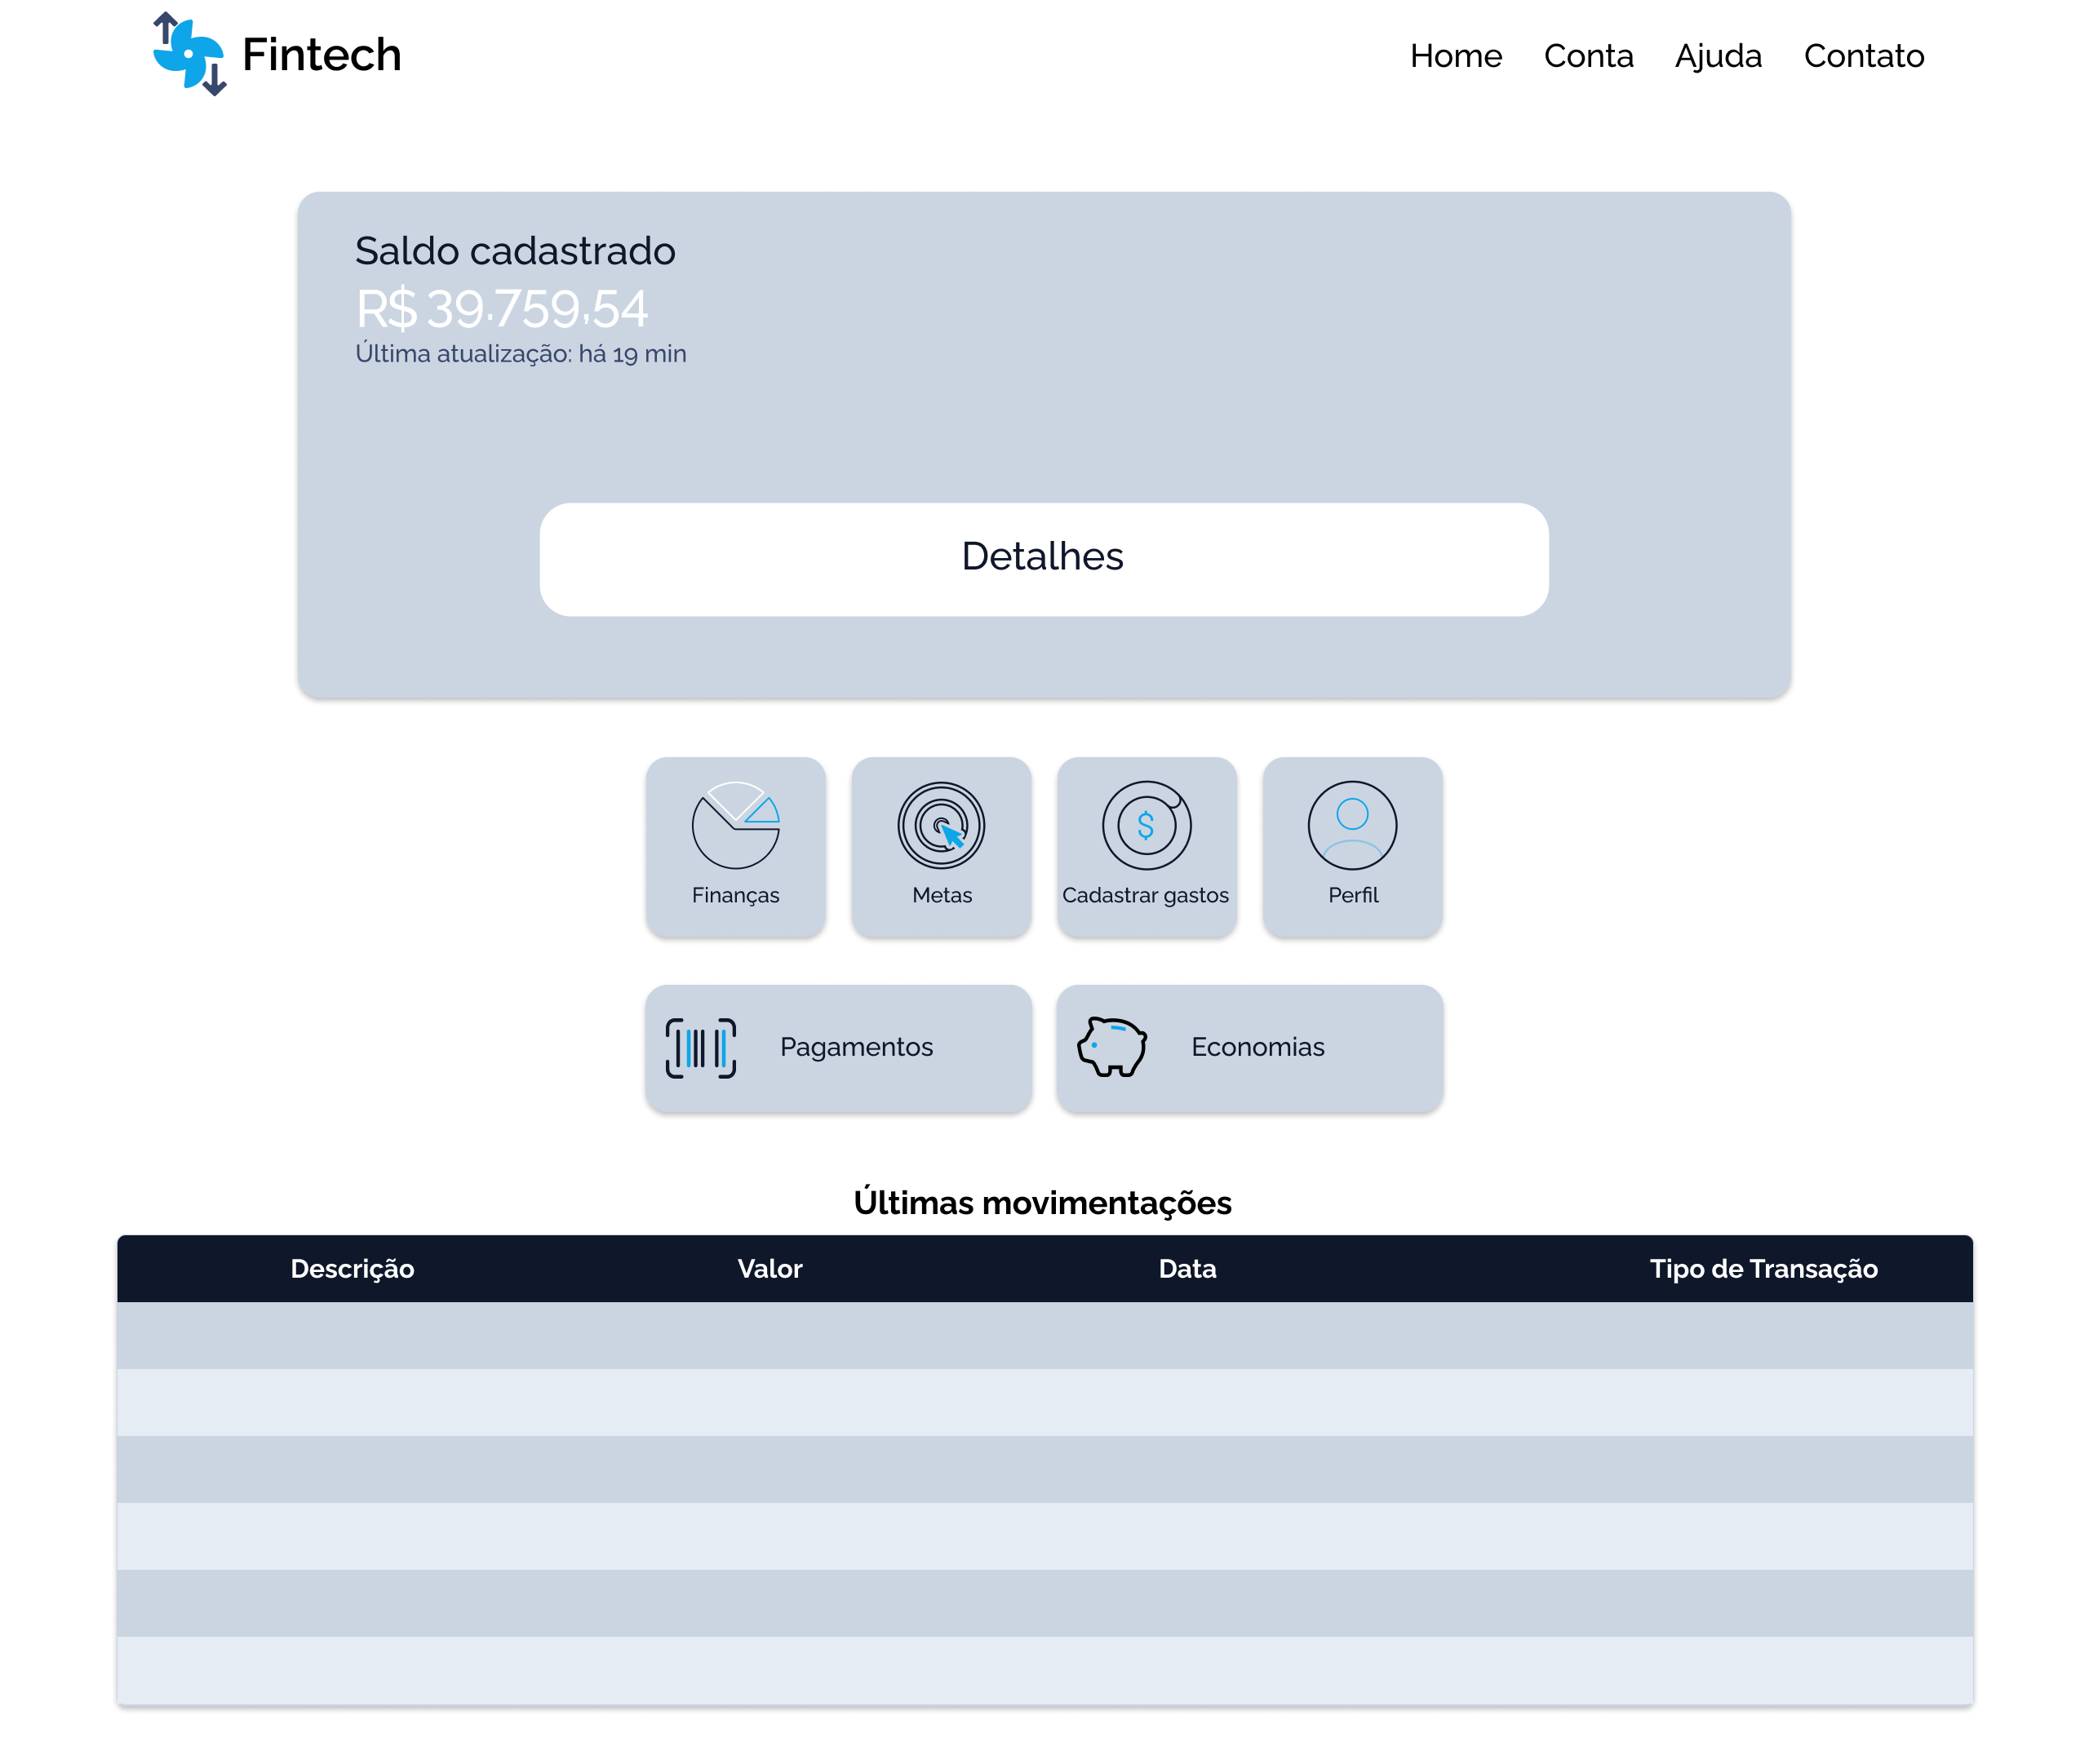 Fintech
Home Conta Ajuda Contato
Saldo cadastrado
R$ 39.759,54
Última atualização: há 19 min
Detalhes
Finanças Metas Cadastrar gastos Perfil
Pagamentos Economias
Últimas movimentações
Descrição Valor Data Tipo de Transação